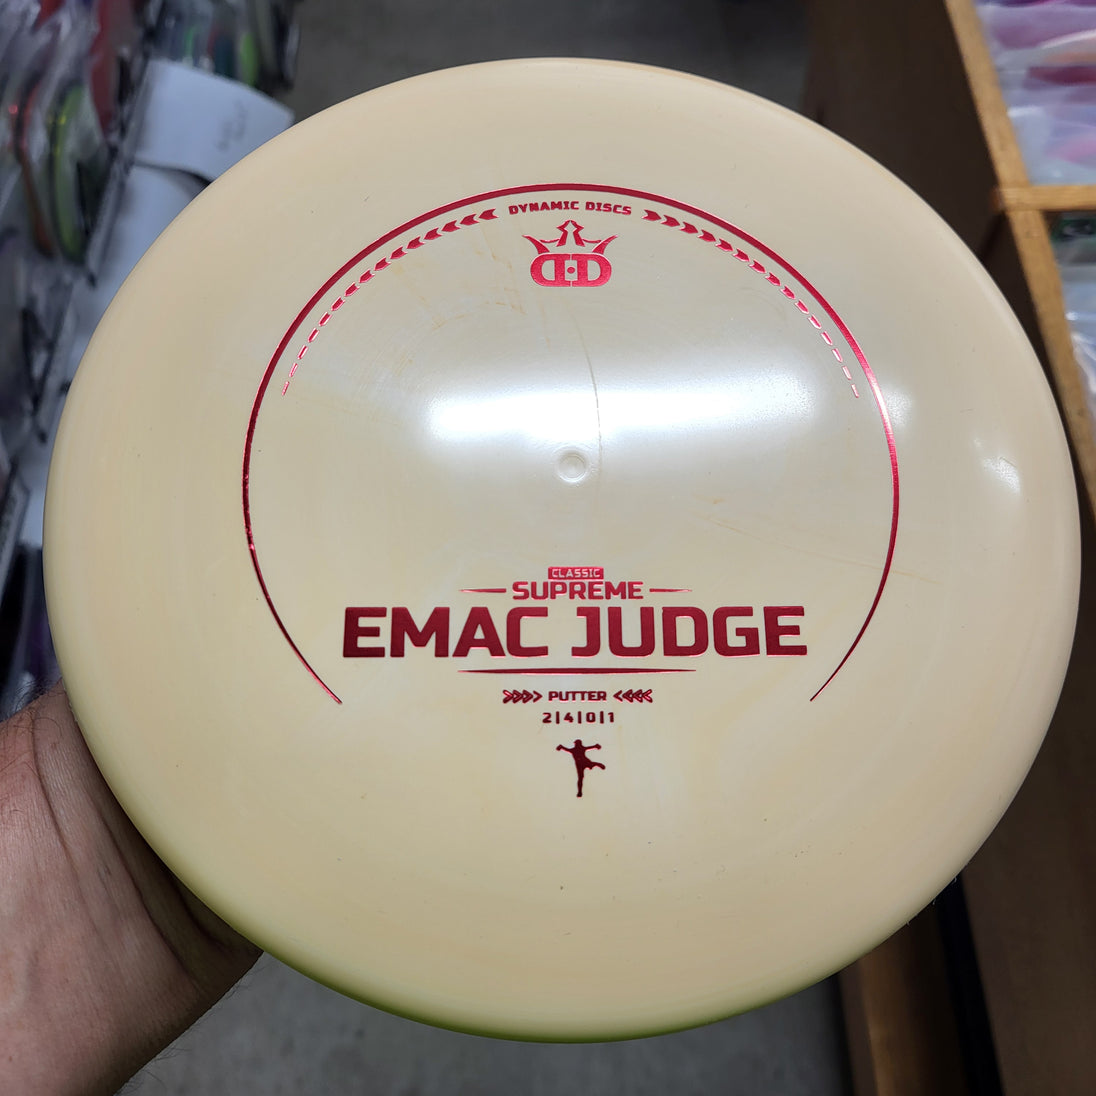 DYNAMIC DISCS
D·D
CLASSIC
SUPREME
EMAC JUDGE
PUTTER
2|4|0|1